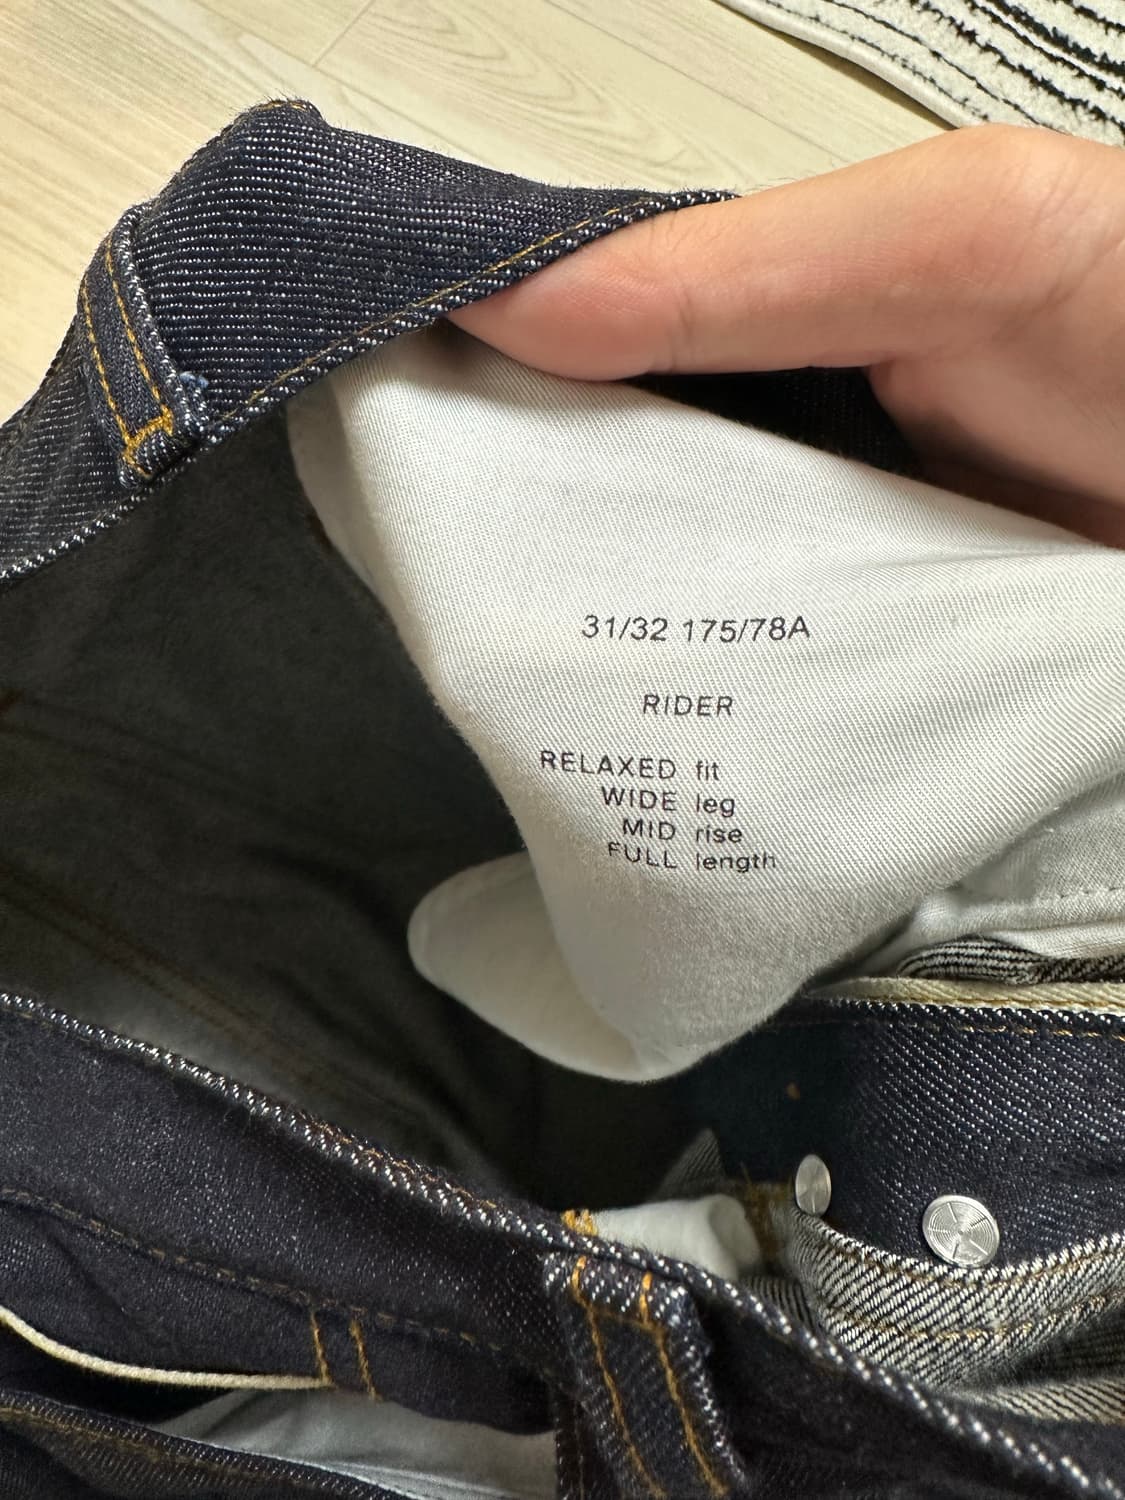 31/32 175/78A
RIDER
RELAXED fit
WIDE leg
MID rise
FULL length